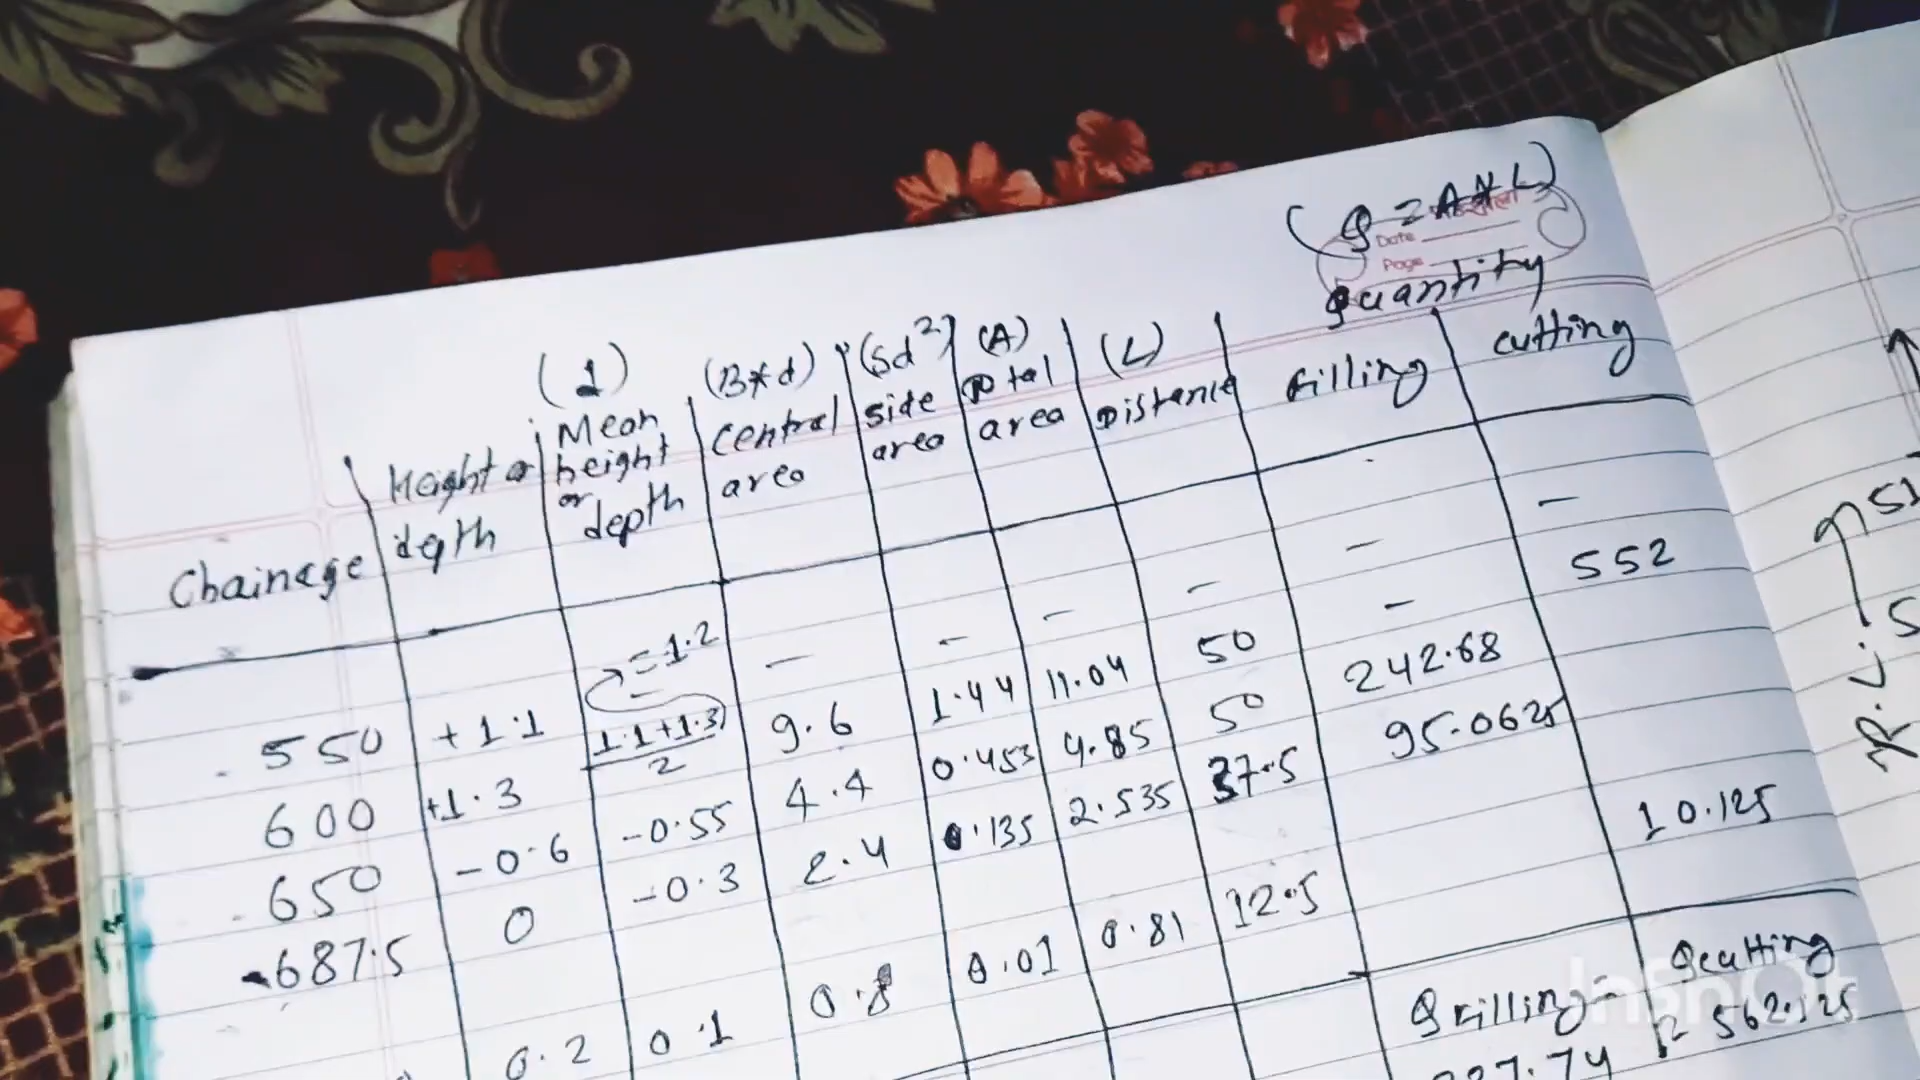 (Q = A * L)
Date
Page
Quantity
(d) (B*d) (Sd²) (A) (L)
Chainage Height or depth Mean height or depth Central area side area Total area Distance filling cutting
= 1.2
550 +1.1 — — — — — —
600 +1.3 1.1+1.3/2 9.6 1.44 11.04 50 — 552
650 -0.6 -0.55 4.4 0.453 4.85 50 242.68
687.5 0 -0.3 2.4 0.135 2.535 37.5 95.0625
0.2 0.1 0.8 0.01 0.81 12.5 10.125
Qfilling= Qcutting
= 562.125
InShOt